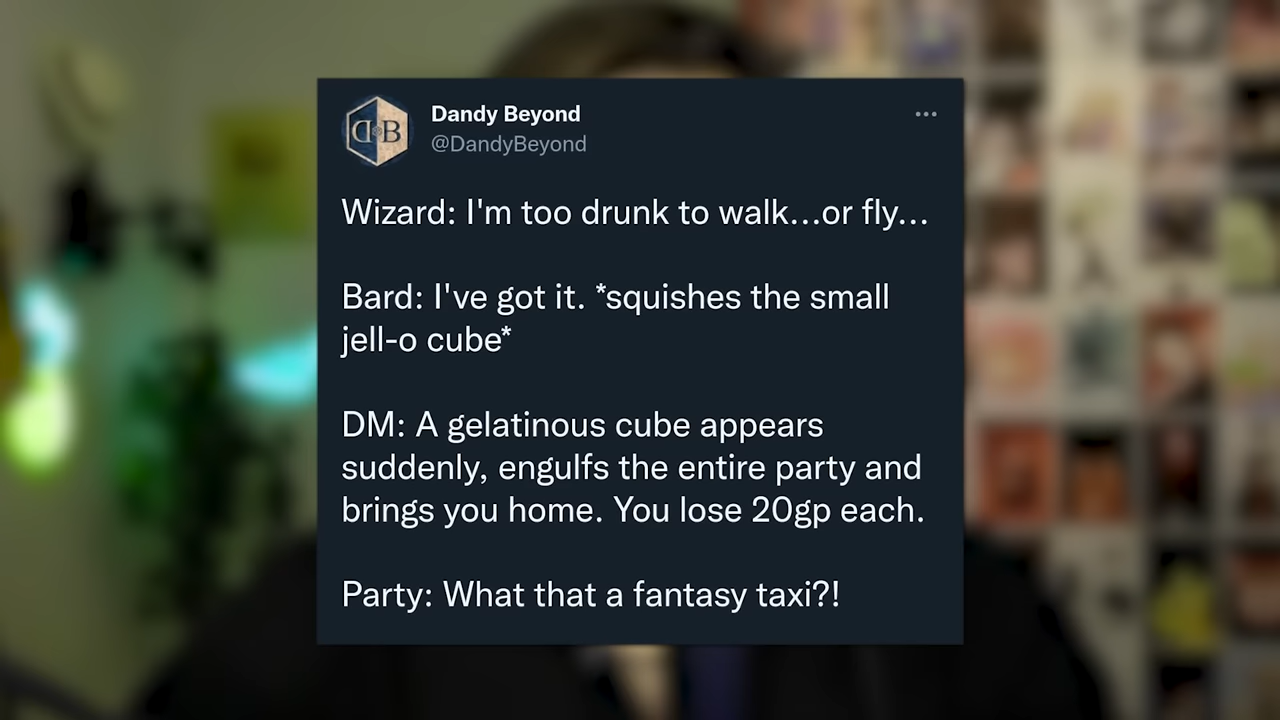 D&B
Dandy Beyond
@DandyBeyond
Wizard: I'm too drunk to walk...or fly...
Bard: I've got it. *squishes the small
jell-o cube*
DM: A gelatinous cube appears
suddenly, engulfs the entire party and
brings you home. You lose 20gp each.
Party: What that a fantasy taxi?!